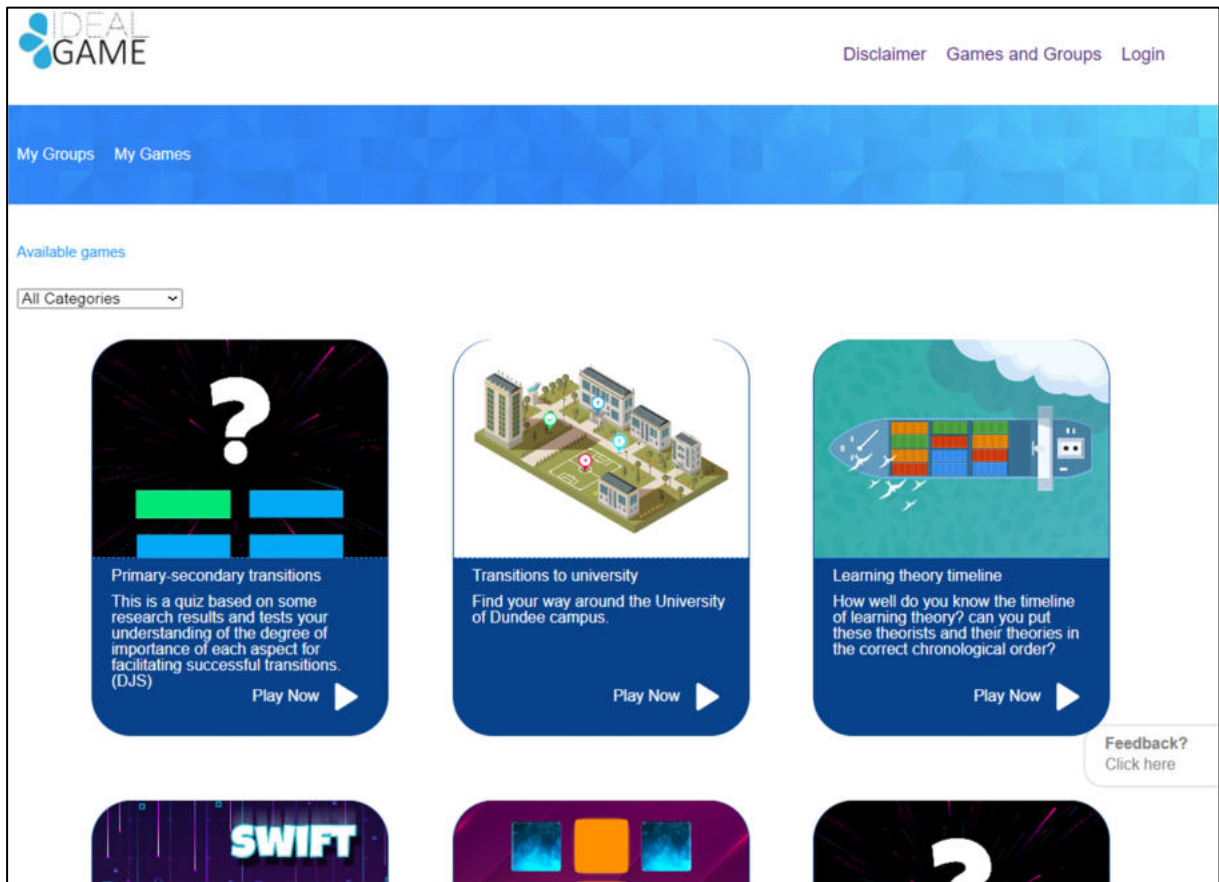 IDEAL
GAME
Disclaimer Games and Groups Login
My Groups My Games
Available games
All Categories
?
Primary-secondary transitions
This is a quiz based on some
research results and tests your
understanding of the degree of
importance of each aspect for
facilitating successful transitions.
(DJS)
Play Now
Transitions to university
Find your way around the University
of Dundee campus.
Play Now
Learning theory timeline
How well do you know the timeline
of learning theory? can you put
these theorists and their theories in
the correct chronological order?
Play Now
Feedback?
Click here
SWIFT
?